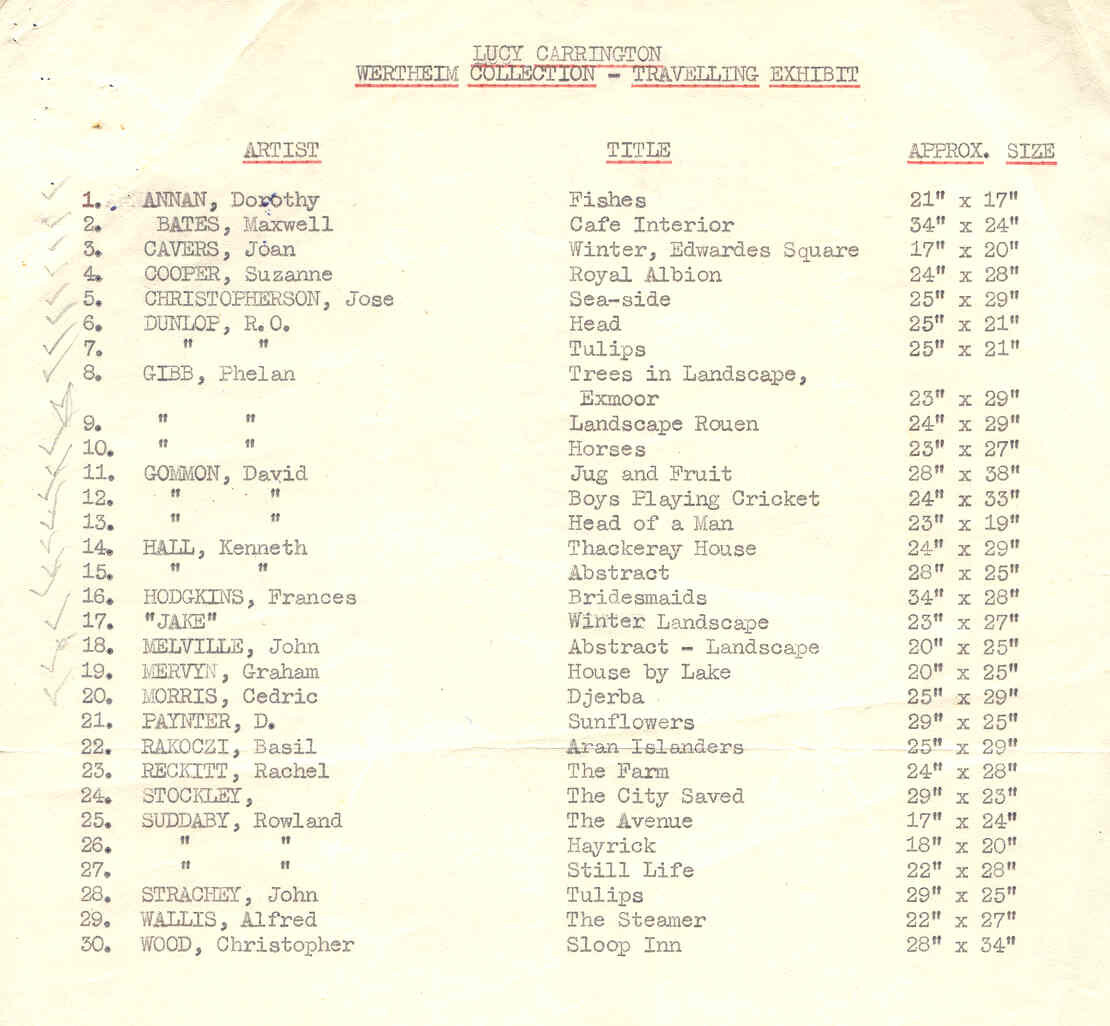 LUCY CARRINGTON
WERTHEIM COLLECTION - TRAVELLING EXHIBIT
ARTIST TITLE APPROX. SIZE
1. ANNAN, Dorothy Fishes 21" x 17"
2. BATES, Maxwell Cafe Interior 34" x 24"
3. CAVERS, Joan Winter, Edwardes Square 17" x 20"
4. COOPER, Suzanne Royal Albion 24" x 28"
5. CHRISTOPHERSON, Jose Sea-side 25" x 29"
6. DUNLOP, R.O. Head 25" x 21"
7. " " Tulips 25" x 21"
8. GIBB, Phelan Trees in Landscape,
Exmoor 23" x 29"
9. " " Landscape Rouen 24" x 29"
10. " " Horses 23" x 27"
11. GOMMON, David Jug and Fruit 28" x 38"
12. " " Boys Playing Cricket 24" x 33"
13. " " Head of a Man 23" x 19"
14. HALL, Kenneth Thackeray House 24" x 29"
15. " " Abstract 28" x 25"
16. HODGKINS, Frances Bridesmaids 34" x 28"
17. "JAKE" Winter Landscape 23" x 27"
18. MELVILLE, John Abstract - Landscape 20" x 25"
19. MERVYN, Graham House by Lake 20" x 25"
20. MORRIS, Cedric Djerba 25" x 29"
21. PAYNTER, D. Sunflowers 29" x 25"
22. RAKOCZI, Basil Aran Islanders 25" x 29"
23. RECKITT, Rachel The Farm 24" x 28"
24. STOCKLEY, The City Saved 29" x 23"
25. SUDDABY, Rowland The Avenue 17" x 24"
26. " " Hayrick 18" x 20"
27. " " Still Life 22" x 28"
28. STRACHEY, John Tulips 29" x 25"
29. WALLIS, Alfred The Steamer 22" x 27"
30. WOOD, Christopher Sloop Inn 28" x 34"